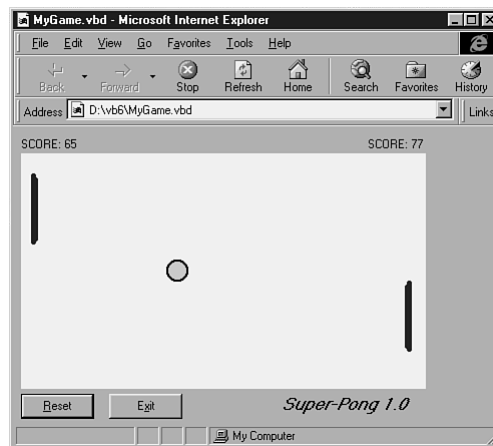 MyGame.vbd - Microsoft Internet Explorer
File Edit View Go Favorites Tools Help
Back Forward Stop Refresh Home Search Favorites History
Address D:\vb6\MyGame.vbd Links
SCORE: 65 SCORE: 77
Reset Exit Super-Pong 1.0
My Computer